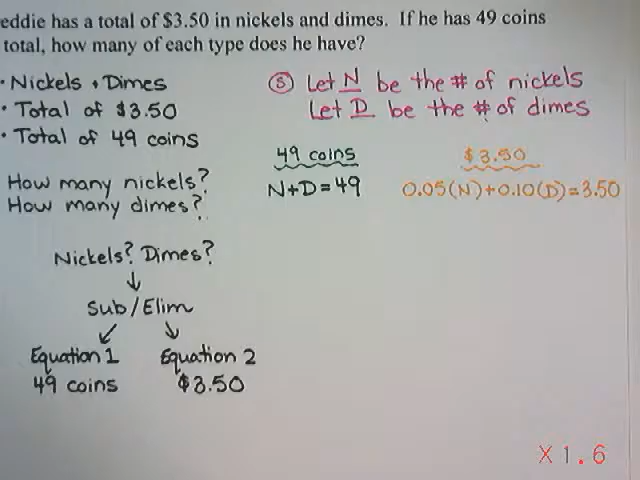 eddie has a total of $3.50 in nickels and dimes. If he has 49 coins
total, how many of each type does he have?
• Nickels + Dimes
• Total of $3.50
• Total of 49 coins
How many nickels?
How many dimes?
Nickels? Dimes?
↓
Sub/Elim
↙ ↘
Equation 1 Equation 2
49 coins $3.50
Ⓢ Let N be the # of nickels
Let D be the # of dimes
49 coins
N+D=49
$3.50
0.05(N)+0.10(D)=3.50
X1.6